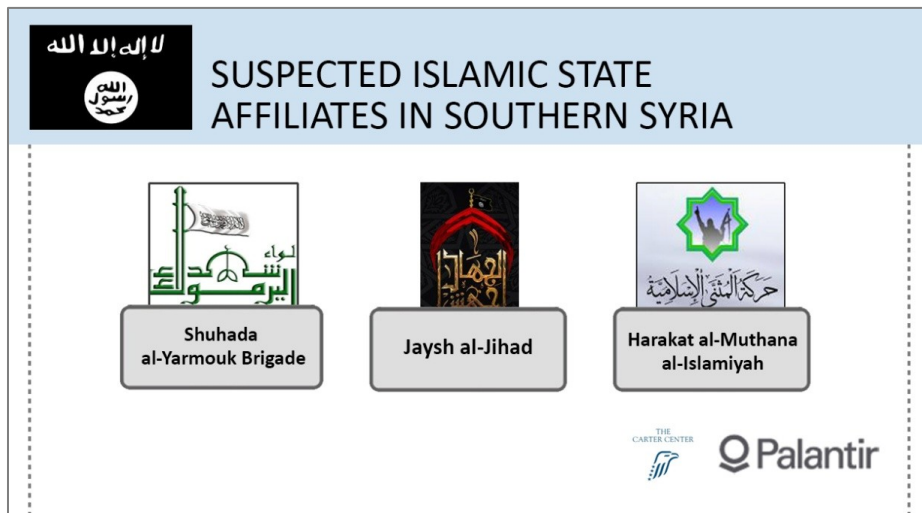 لا إله إلا الله
الله
رسول
محمد
SUSPECTED ISLAMIC STATE
AFFILIATES IN SOUTHERN SYRIA
لواء
شهداء
اليرموك
حركة المثنى الإسلامية
Shuhada
al-Yarmouk Brigade
Jaysh al-Jihad
Harakat al-Muthana
al-Islamiyah
THE
CARTER CENTER
Palantir